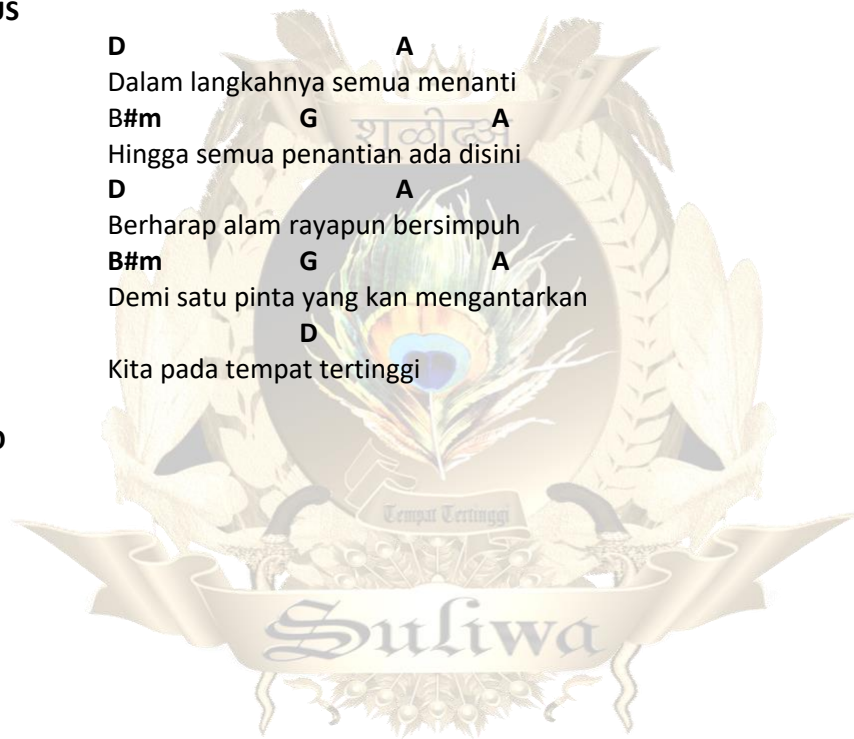 US
D A
Dalam langkahnya semua menanti
B#m G A
Hingga semua penantian ada disini
D A
Berharap alam rayapun bersimpuh
B#m G A
Demi satu pinta yang kan mengantarkan
D
Kita pada tempat tertinggi
Tempat Tertinggi
Suliwa